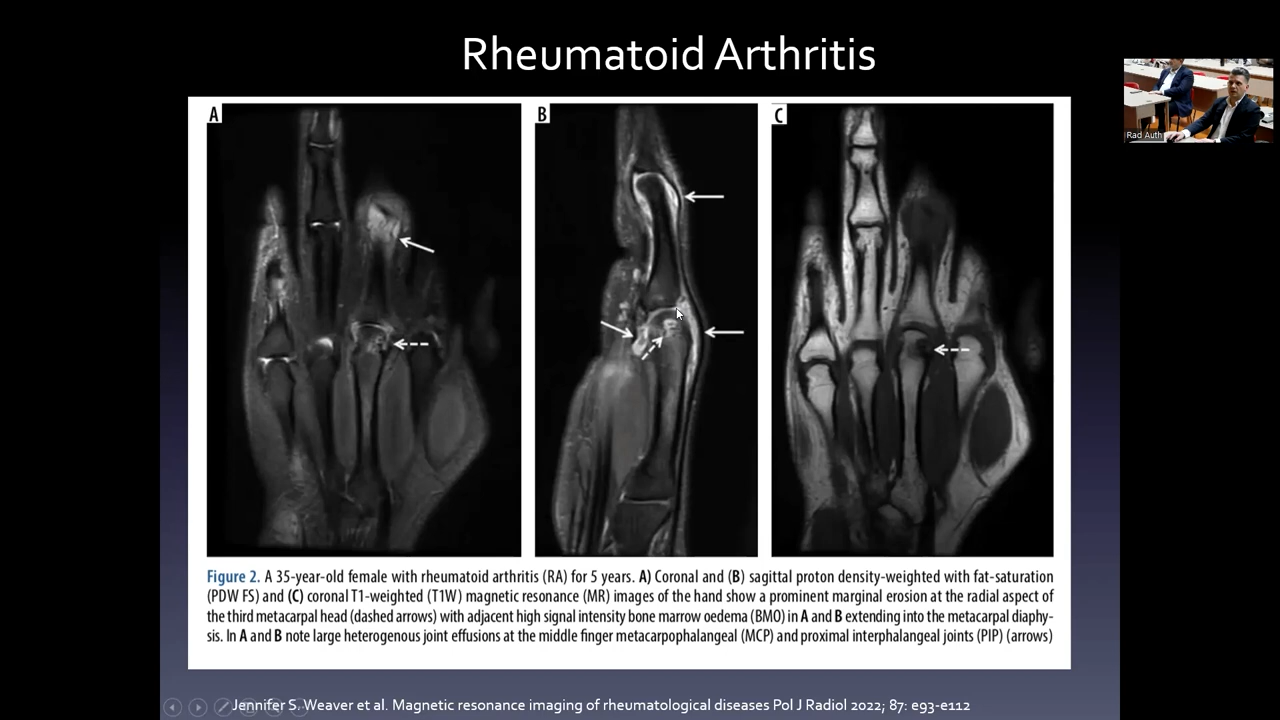 Rheumatoid Arthritis
A
B
C
Rad Auth
Figure 2. A 35-year-old female with rheumatoid arthritis (RA) for 5 years. A) Coronal and (B) sagittal proton density-weighted with fat-saturation
(PDW FS) and (C) coronal T1-weighted (T1W) magnetic resonance (MR) images of the hand show a prominent marginal erosion at the radial aspect of
the third metacarpal head (dashed arrows) with adjacent high signal intensity bone marrow oedema (BMO) in A and B extending into the metacarpal diaphy-
sis. In A and B note large heterogenous joint effusions at the middle finger metacarpophalangeal (MCP) and proximal interphalangeal joints (PIP) (arrows)
Jennifer S. Weaver et al. Magnetic resonance imaging of rheumatological diseases Pol J Radiol 2022; 87: e93-e112